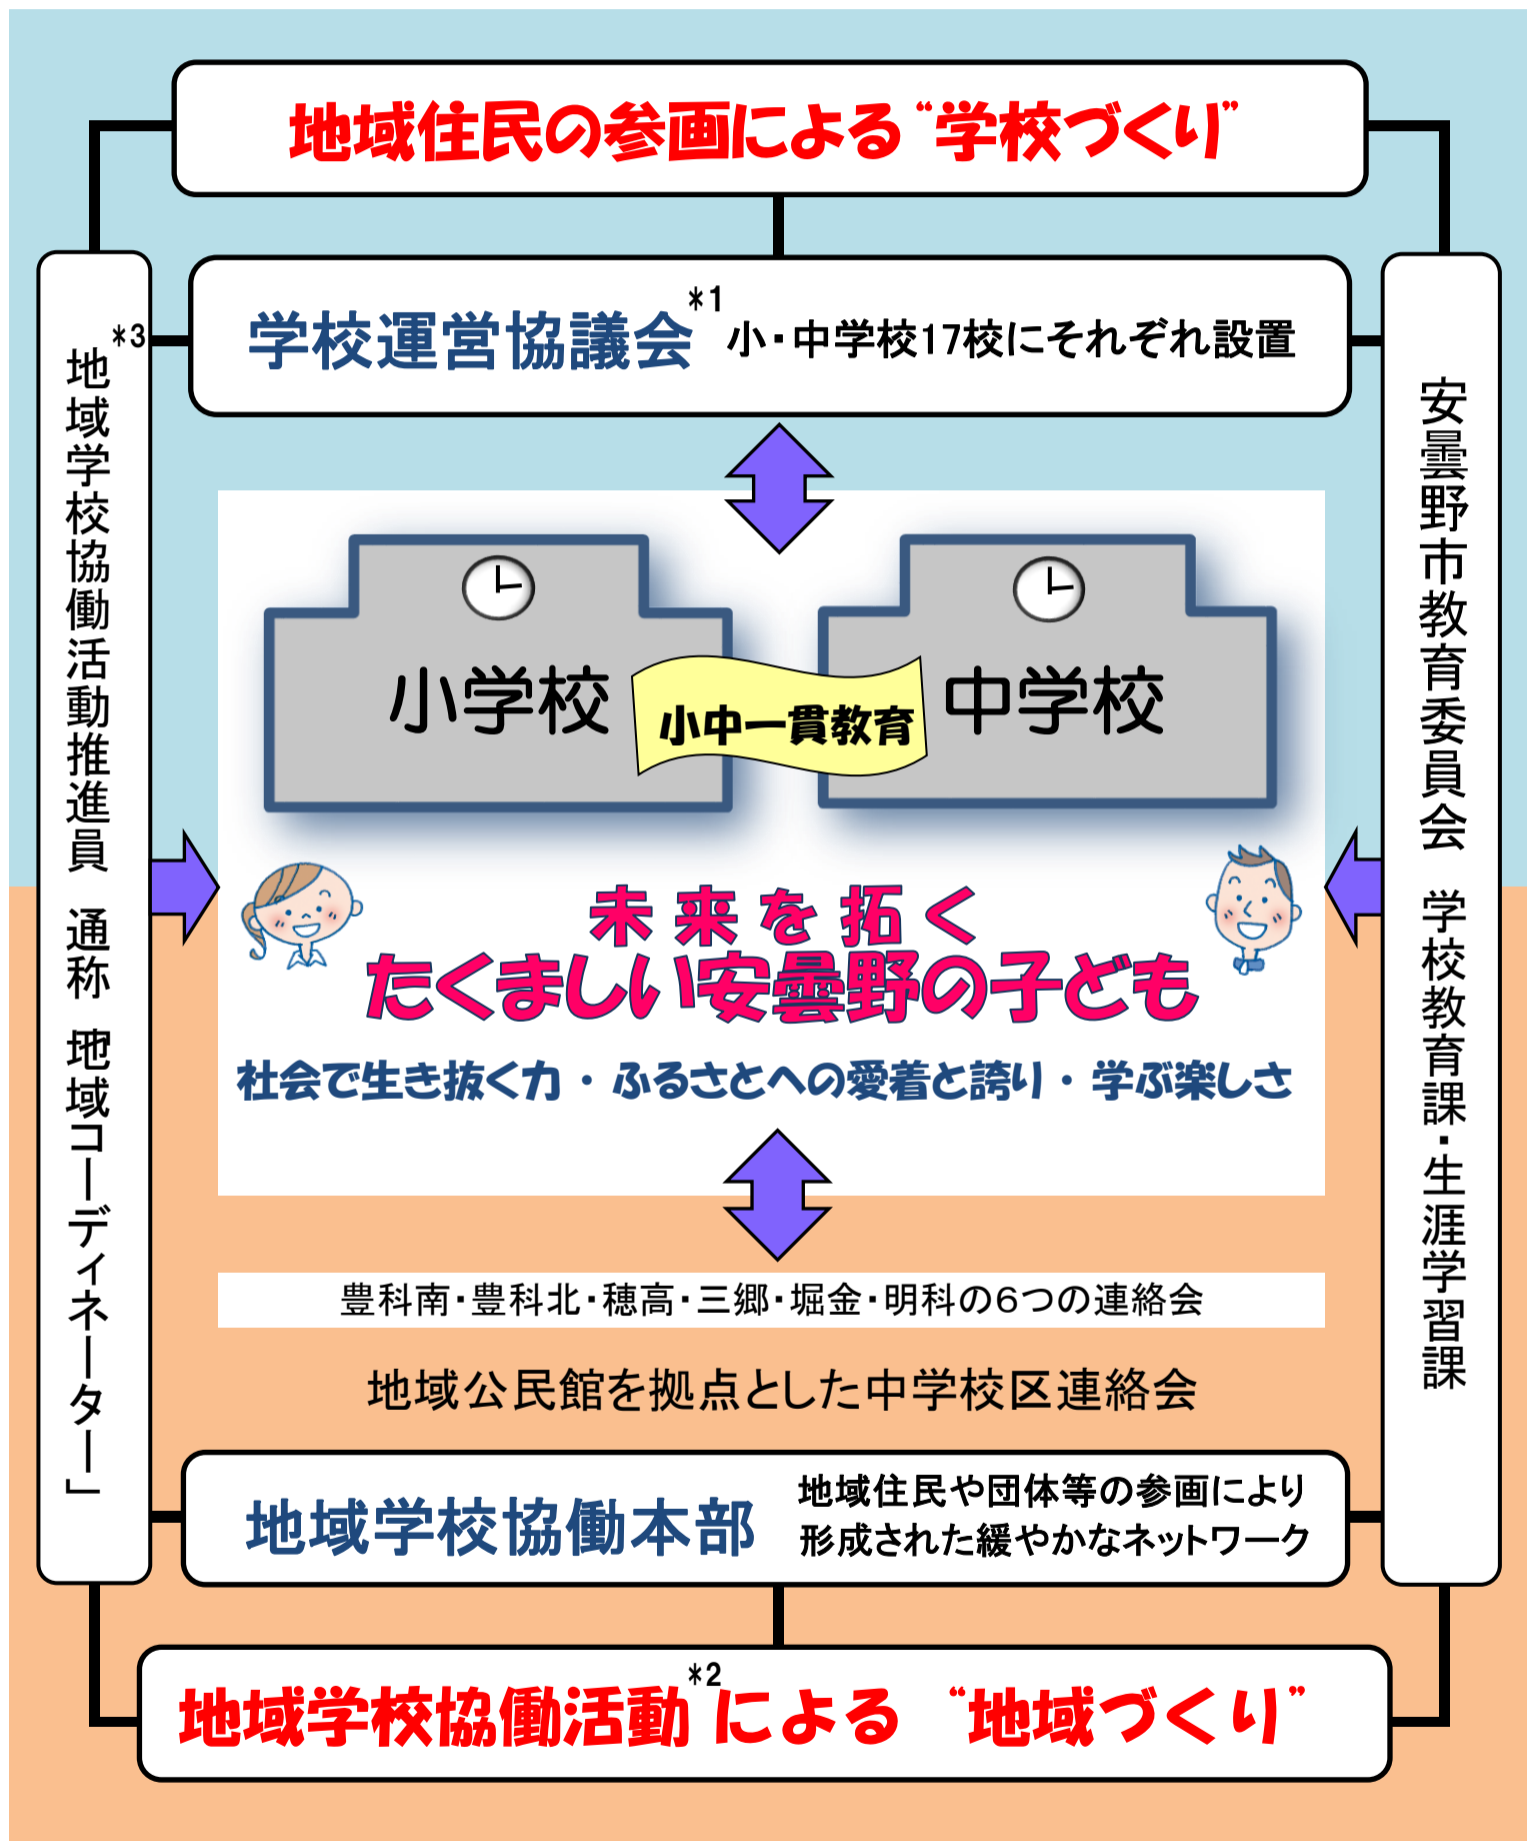 地域住民の参画による“学校づくり”
学校運営協議会*1 小・中学校17校にそれぞれ設置
地域学校協働活動推進員*3 通称 地域コーディネーター」
安曇野市教育委員会 学校教育課・生涯学習課
小学校
小中一貫教育
中学校
未来を拓く
たくましい安曇野の子ども
社会で生き抜く力・ふるさとへの愛着と誇り・学ぶ楽しさ
豊科南・豊科北・穂高・三郷・堀金・明科の6つの連絡会
地域公民館を拠点とした中学校区連絡会
地域学校協働本部
地域住民や団体等の参画により
形成された緩やかなネットワーク
地域学校協働活動*2による “地域づくり”